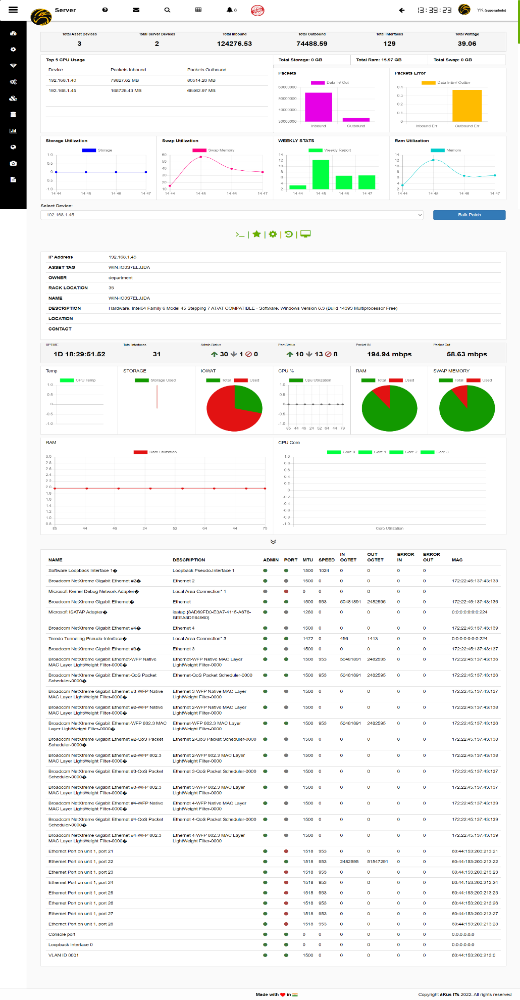 Server
6
DEMO
13:39:23
YK (superadmin)
Total Asset Devices
3
Total Server Devices
2
Total Inbound
124276.53
Total Outbound
74488.59
Total Interfaces
129
Total Wattage
39.06
Top 5 CPU Usage
Device Packets Inbound Packets Outbound
192.168.1.40 79827.62 MB 80514.20 MB
192.168.1.45 168725.43 MB 68462.97 MB
Total Storage: 0 GB
Total Ram: 15.97 GB
Total Swap: 0 GB
Packets
Data In/ Out
60000000
50000000
40000000
30000000
Inbound Outbound
Packets Error
Data InErr/ OutErr
0.4
0.3
0.2
0.1
0
Inbound Err Outbound Err
Storage Utilization
Storage
1.0
0.5
0
-0.5
-1.0
14 44 14 45 14 46 14 47
Swap Utilization
Swap Memory
60
50
40
30
20
10
14 44 14 45 14 46 14 47
WEEKLY STATS
Weekly Report
14
12
10
8
6
4
2
14 44 14 45 14 46 14 47
Ram Utilization
Memory
14
12
10
8
6
4
2
14 44 14 45 14 46 14 47
Select Device:
192.168.1.45
Bulk Patch
IP Address 192.168.1.45
ASSET TAG WIN-IO0S7ELJJDA
OWNER department
RACK LOCATION 35
NAME WIN-IO0S7ELJJDA
DESCRIPTION Hardware: Intel64 Family 6 Model 45 Stepping 7 AT/AT COMPATIBLE - Software: Windows Version 6.3 (Build 14393 Multiprocessor Free)
LOCATION
CONTACT
UPTIME
1D 18:29:51.52
Total Interfaces
31
Admin Status
30 1 0
Port Status
10 13 8
Packet IN
194.94 mbps
Packet Out
58.63 mbps
Temp
CPU Temp
1.0
0.5
0
-0.5
-1.0
STORAGE
Storage Used
IOWAT
Total Used
CPU %
Cpu Utilization
1.0
0.5
0
-0.5
-1.0
85 44 46 24 52 64 44 79
RAM
Total Used
SWAP MEMORY
Total Used
RAM
Ram Utilization
3.0
2.8
2.6
2.4
2.2
2.0
1.8
1.6
1.4
1.2
1.0
0.8
85 44 46 24 52 64 44 79
CPU Core
Core 0 Core 1 Core 2 Core 3
1.0
0.8
0.6
0.4
0.2
0
-0.2
-0.4
-0.6
-0.8
-1.0
Core Utilization
NAME DESCRIPTION ADMIN PORT MTU SPEED IN OCTET OUT OCTET ERROR IN ERROR OUT MAC
Software Loopback Interface 1� Loopback Pseudo-Interface 1 1500 1024 0 0 0 0
Broadcom NetXtreme Gigabit Ethernet #2� Ethernet 2 1500 0 0 0 0 0 172:22:45:137:43:138
Microsoft Kernel Debug Network Adapter� Local Area Connection* 1 0 0 0 0 0 0
Broadcom NetXtreme Gigabit Ethernet� Ethernet 1500 953 50481891 2482595 0 0 172:22:45:137:43:136
Microsoft ISATAP Adapter� isatap.{8AD69FD0-E3A7-4115-A676- 1280 0 0 0 0 0 0:0:0:0:0:0:0:224
BEEA8DE64960}
Broadcom NetXtreme Gigabit Ethernet #4� Ethernet 4 1500 0 0 0 0 0 172:22:45:137:43:139
Teredo Tunneling Pseudo-Interface� Local Area Connection* 3 1472 0 456 1413 0 0 0:0:0:0:0:0:0:224
Broadcom NetXtreme Gigabit Ethernet #3� Ethernet 3 1500 0 0 0 0 0 172:22:45:137:43:137
Broadcom NetXtreme Gigabit Ethernet-WFP Native Ethernet-WFP Native MAC Layer 1500 953 50481891 2482595 0 0 172:22:45:137:43:136
MAC Layer LightWeight Filter-0000� LightWeight Filter-0000
Broadcom NetXtreme Gigabit Ethernet-QoS Packet Ethernet-QoS Packet Scheduler-0000 1500 953 50481891 2482595 0 0 172:22:45:137:43:136
Scheduler-0000�
Broadcom NetXtreme Gigabit Ethernet #3-WFP Native Ethernet 3-WFP Native MAC Layer 1500 0 0 0 0 0 172:22:45:137:43:137
MAC Layer LightWeight Filter-0000� LightWeight Filter-0000
Broadcom NetXtreme Gigabit Ethernet #2-WFP Native Ethernet 2-WFP Native MAC Layer 1500 0 0 0 0 0 172:22:45:137:43:138
MAC Layer LightWeight Filter-0000� LightWeight Filter-0000
Broadcom NetXtreme Gigabit Ethernet-WFP 802.3 MAC Ethernet-WFP 802.3 MAC Layer 1500 953 50481891 2482595 0 0 172:22:45:137:43:136
Layer LightWeight Filter-0000� LightWeight Filter-0000
Broadcom NetXtreme Gigabit Ethernet #2-QoS Packet Ethernet 2-QoS Packet Scheduler-0000 1500 0 0 0 0 0 172:22:45:137:43:138
Scheduler-0000�
Broadcom NetXtreme Gigabit Ethernet #2-WFP 802.3 Ethernet 2-WFP 802.3 MAC Layer 1500 0 0 0 0 0 172:22:45:137:43:138
MAC Layer LightWeight Filter-0000� LightWeight Filter-0000
Broadcom NetXtreme Gigabit Ethernet #3-QoS Packet Ethernet 3-QoS Packet Scheduler-0000 1500 0 0 0 0 0 172:22:45:137:43:137
Scheduler-0000�
Broadcom NetXtreme Gigabit Ethernet #3-WFP 802.3 Ethernet 3-WFP 802.3 MAC Layer 1500 0 0 0 0 0 172:22:45:137:43:137
MAC Layer LightWeight Filter-0000� LightWeight Filter-0000
Broadcom NetXtreme Gigabit Ethernet #4-WFP Native Ethernet 4-WFP Native MAC Layer 1500 0 0 0 0 0 172:22:45:137:43:139
MAC Layer LightWeight Filter-0000� LightWeight Filter-0000
Broadcom NetXtreme Gigabit Ethernet #4-QoS Packet Ethernet 4-QoS Packet Scheduler-0000 1500 0 0 0 0 0 172:22:45:137:43:139
Scheduler-0000�
Broadcom NetXtreme Gigabit Ethernet #4-WFP 802.3 Ethernet 4-WFP 802.3 MAC Layer 1500 0 0 0 0 0 172:22:45:137:43:139
MAC Layer LightWeight Filter-0000� LightWeight Filter-0000
Ethernet Port on unit 1, port 21 1518 953 0 0 0 0 60:44:153:200:213:21
Ethernet Port on unit 1, port 22 1518 953 2482595 51547291 0 0 60:44:153:200:213:22
Ethernet Port on unit 1, port 23 1518 953 0 0 0 0 60:44:153:200:213:23
Ethernet Port on unit 1, port 24 1518 953 0 0 0 0 60:44:153:200:213:24
Ethernet Port on unit 1, port 25 1518 953 0 0 0 0 60:44:153:200:213:25
Ethernet Port on unit 1, port 26 1518 953 0 0 0 0 60:44:153:200:213:26
Ethernet Port on unit 1, port 27 1518 953 0 0 0 0 60:44:153:200:213:27
Ethernet Port on unit 1, port 28 1518 953 0 0 0 0 60:44:153:200:213:28
Console port 0 0 0 0 0 0 0:0:0:0:0:0
Loopback Interface 0 0 0 0 0 0 0 0:0:0:0:0:0
VLAN ID 0001 1500 0 0 0 0 0 60:44:153:200:213:0
Made with ❤ in
Copyright âKüs ITs 2022. All rights reserved